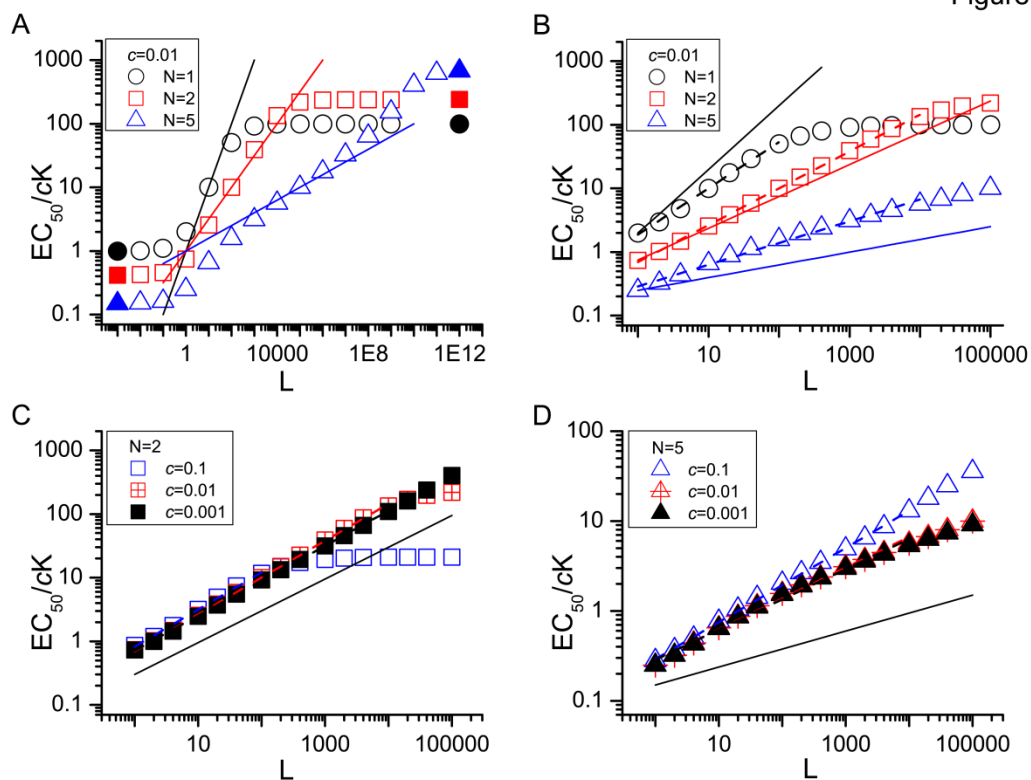 Figure
A
c=0.01
N=1
N=2
N=5
EC50/cK
1000
100
10
1
0.1
1
10000
1E8
1E12
L
B
c=0.01
N=1
N=2
N=5
EC50/cK
1000
100
10
1
0.1
10
1000
100000
L
C
N=2
c=0.1
c=0.01
c=0.001
EC50/cK
1000
100
10
1
0.1
10
1000
100000
L
D
N=5
c=0.1
c=0.01
c=0.001
EC50/cK
100
10
1
0.1
10
1000
100000
L